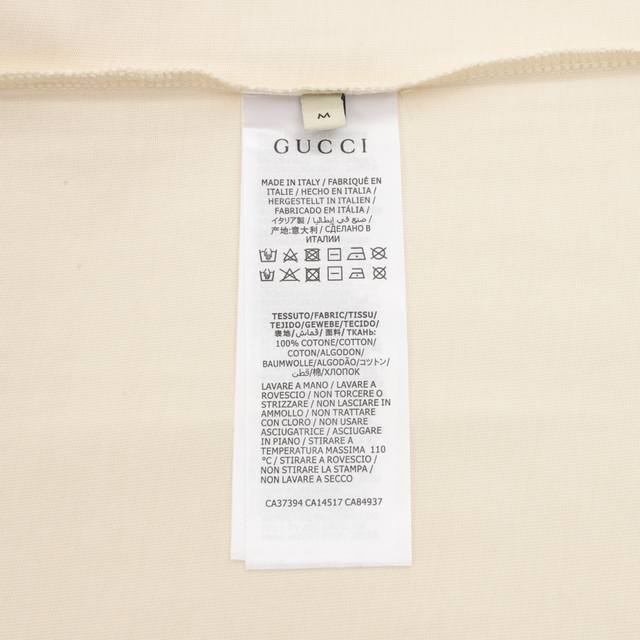 M
GUCCI
MADE IN ITALY / FABRIQUÉ EN
ITALIE / HECHO EN ITALIA /
HERGESTELLT IN ITALIEN /
FABRICADO EM ITÁLIA /
イタリア製 / صنع في إيطاليا /
产地:意大利 / СДЕЛАНО В
ИТАЛИИ
TESSUTO/FABRIC/TISSU/
TEJIDO/GEWEBE/TECIDO/
表地/قماش/面料/ТКАНЬ:
100% COTONE/COTTON/
COTON/ALGODON/
BAUMWOLLE/ALGODÃO/コットン/
قطن/棉/ХЛОПОК
LAVARE A MANO / LAVARE A
ROVESCIO / NON TORCERE O
STRIZZARE / NON LASCIARE IN
AMMOLLO / NON TRATTARE
CON CLORO / NON USARE
ASCIUGATRICE / ASCIUGARE
IN PIANO / STIRARE A
TEMPERATURA MASSIMA 110
°C / STIRARE A ROVESCIO /
NON STIRARE LA STAMPA /
NON LAVARE A SECCO
CA37394 CA14517 CA84937